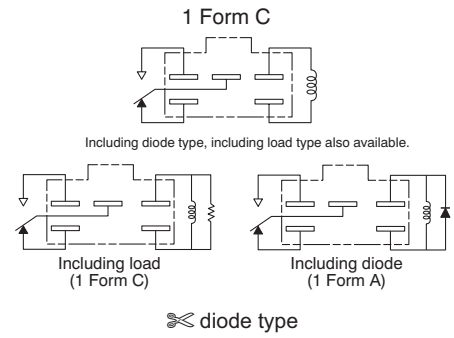 1 Form C
Including diode type, including load type also available.
Including load
(1 Form C)
Including diode
(1 Form A)
✂ diode type